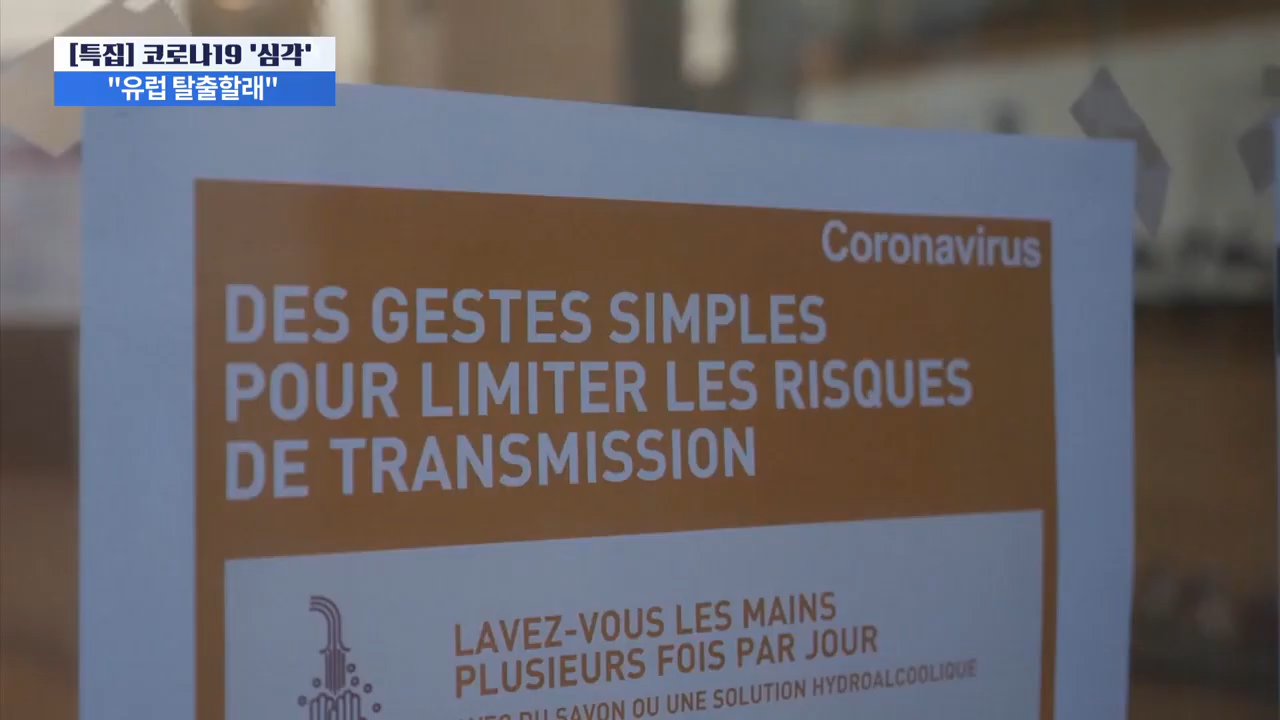 [특집] 코로나19 '심각'
"유럽 탈출할래"
Coronavirus
DES GESTES SIMPLES
POUR LIMITER LES RISQUES
DE TRANSMISSION
LAVEZ-VOUS LES MAINS
PLUSIEURS FOIS PAR JOUR
DU SAVON OU UNE SOLUTION HYDROALCOOLIQUE